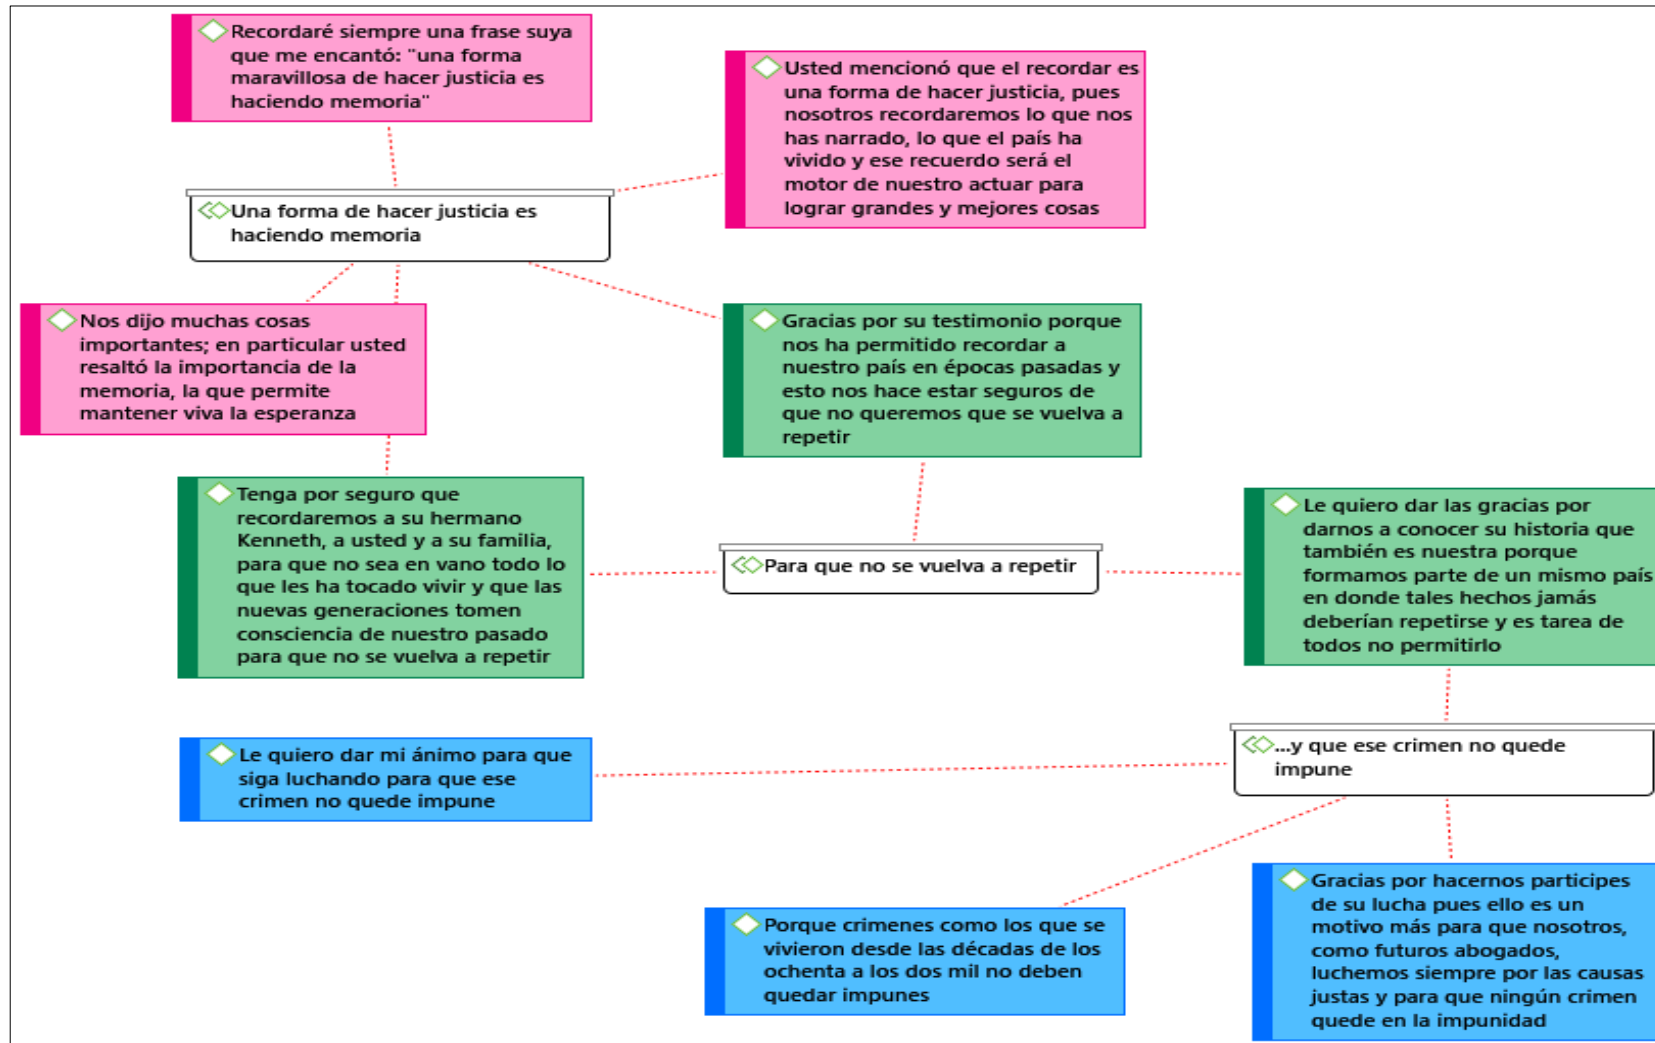 Recordaré siempre una frase suya
que me encantó: "una forma
maravillosa de hacer justicia es
haciendo memoria"
Usted mencionó que el recordar es
una forma de hacer justicia, pues
nosotros recordaremos lo que nos
has narrado, lo que el país ha
vivido y ese recuerdo será el
motor de nuestro actuar para
lograr grandes y mejores cosas
Una forma de hacer justicia es
haciendo memoria
Nos dijo muchas cosas
importantes; en particular usted
resaltó la importancia de la
memoria, la que permite
mantener viva la esperanza
Gracias por su testimonio porque
nos ha permitido recordar a
nuestro país en épocas pasadas y
esto nos hace estar seguros de
que no queremos que se vuelva a
repetir
Tenga por seguro que
recordaremos a su hermano
Kenneth, a usted y a su familia,
para que no sea en vano todo lo
que les ha tocado vivir y que las
nuevas generaciones tomen
consciencia de nuestro pasado
para que no se vuelva a repetir
Para que no se vuelva a repetir
Le quiero dar las gracias por
darnos a conocer su historia que
también es nuestra porque
formamos parte de un mismo país
en donde tales hechos jamás
deberían repetirse y es tarea de
todos no permitirlo
Le quiero dar mi ánimo para que
siga luchando para que ese
crimen no quede impune
...y que ese crimen no quede
impune
Porque crimenes como los que se
vivieron desde las décadas de los
ochenta a los dos mil no deben
quedar impunes
Gracias por hacernos participes
de su lucha pues ello es un
motivo más para que nosotros,
como futuros abogados,
luchemos siempre por las causas
justas y para que ningún crimen
quede en la impunidad